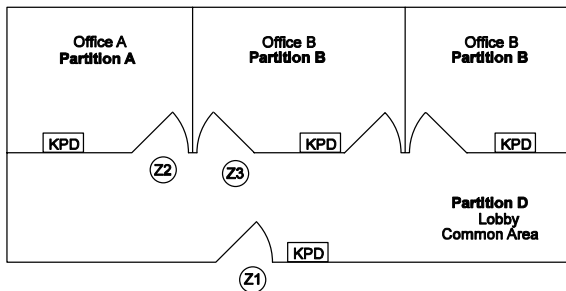 Office A
Partition A
Office B
Partition B
Office B
Partition B
KPD
KPD
KPD
Z2
Z3
Partition D
Lobby
Common Area
KPD
Z1